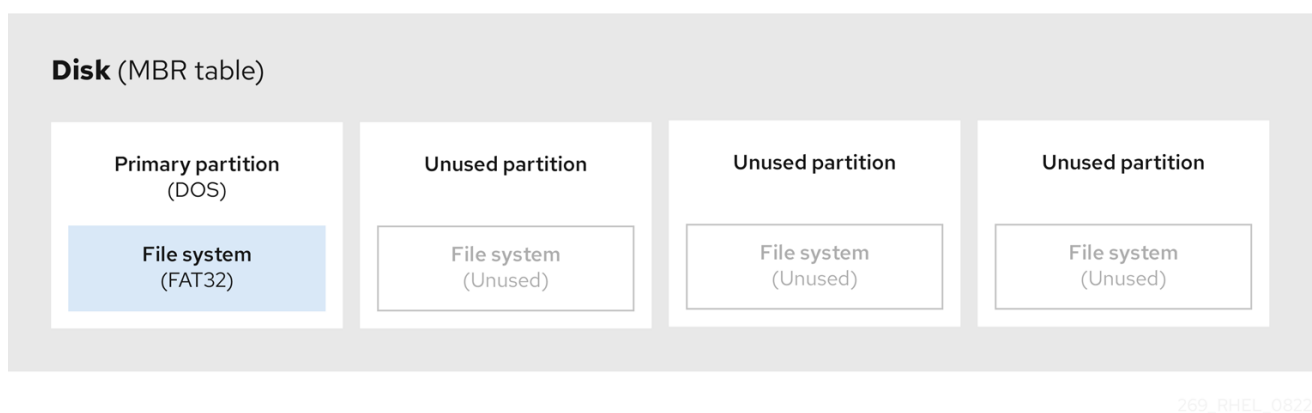 Disk (MBR table)
Primary partition
(DOS)
File system
(FAT32)
Unused partition
File system
(Unused)
Unused partition
File system
(Unused)
Unused partition
File system
(Unused)
269_RHEL_0822